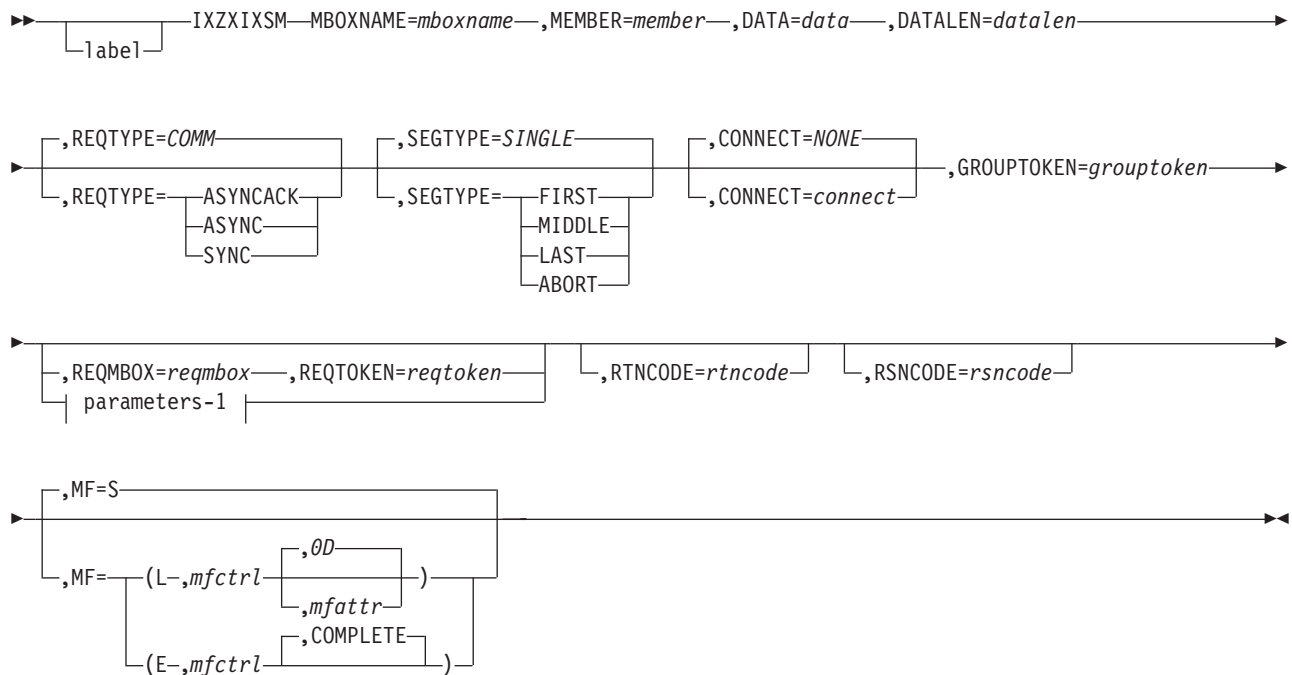 IXZXIXSM MBOXNAME=mboxname ,MEMBER=member ,DATA=data ,DATALEN=datalen
label
,REQTYPE=COMM ,SEGTYPE=SINGLE ,CONNECT=NONE
,GROUPTOKEN=grouptoken
,REQTYPE= ASYNCACK ,SEGTYPE= FIRST ,CONNECT=connect
ASYNC MIDDLE
SYNC LAST
ABORT
,REQMBOX=reqmbox ,REQTOKEN=reqtoken ,RTNCODE=rtncode ,RSNCODE=rsncode
parameters-1
,MF=S
,0D
,MF= (L ,mfctrl )
,mfattr
,COMPLETE
(E ,mfctrl )